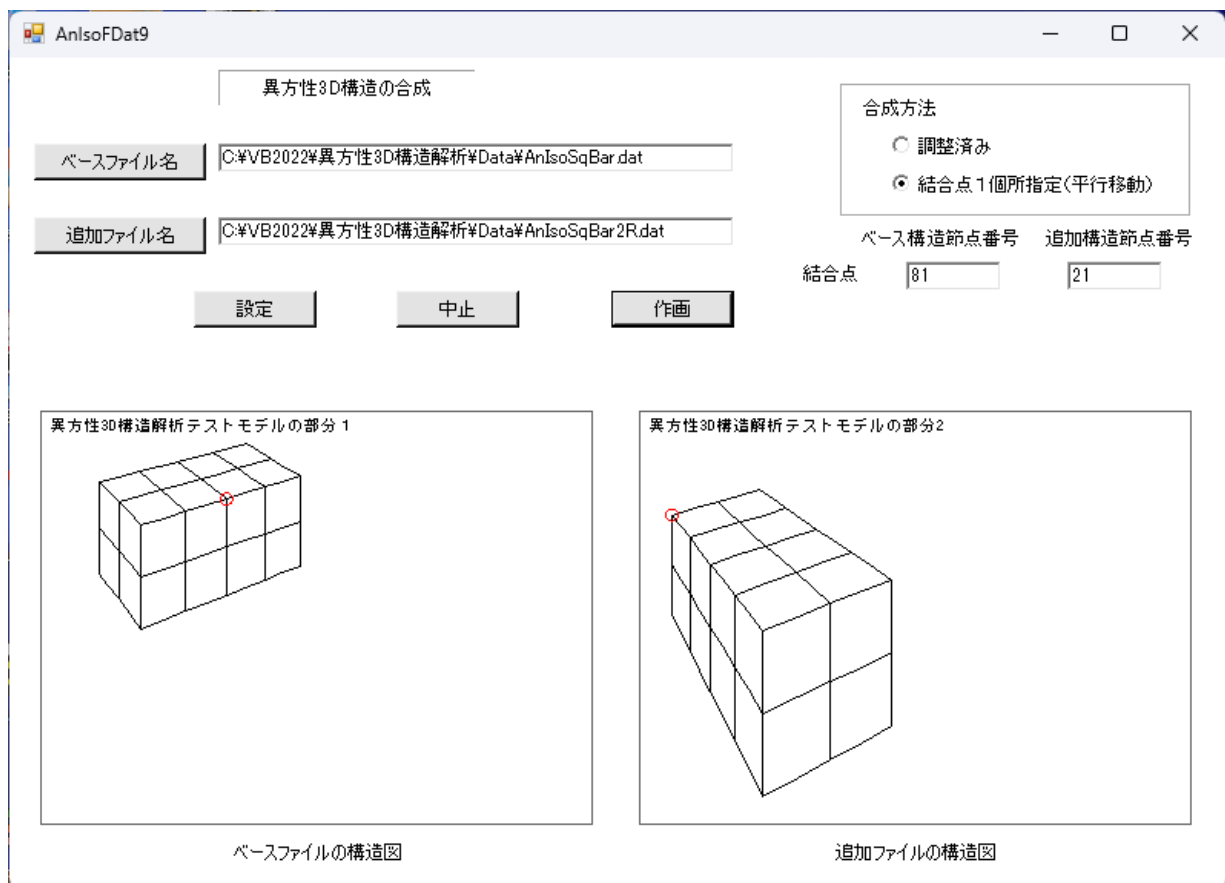 AnIsoFDat9
異方性3D構造の合成
合成方法
調整済み
結合点1個所指定(平行移動)
ベースファイル名
C:¥VB2022¥異方性3D構造解析¥Data¥AnIsoSqBar.dat
追加ファイル名
C:¥VB2022¥異方性3D構造解析¥Data¥AnIsoSqBar2R.dat
ベース構造節点番号
追加構造節点番号
結合点
81
21
設定
中止
作画
異方性3D構造解析テストモデルの部分1
異方性3D構造解析テストモデルの部分2
ベースファイルの構造図
追加ファイルの構造図